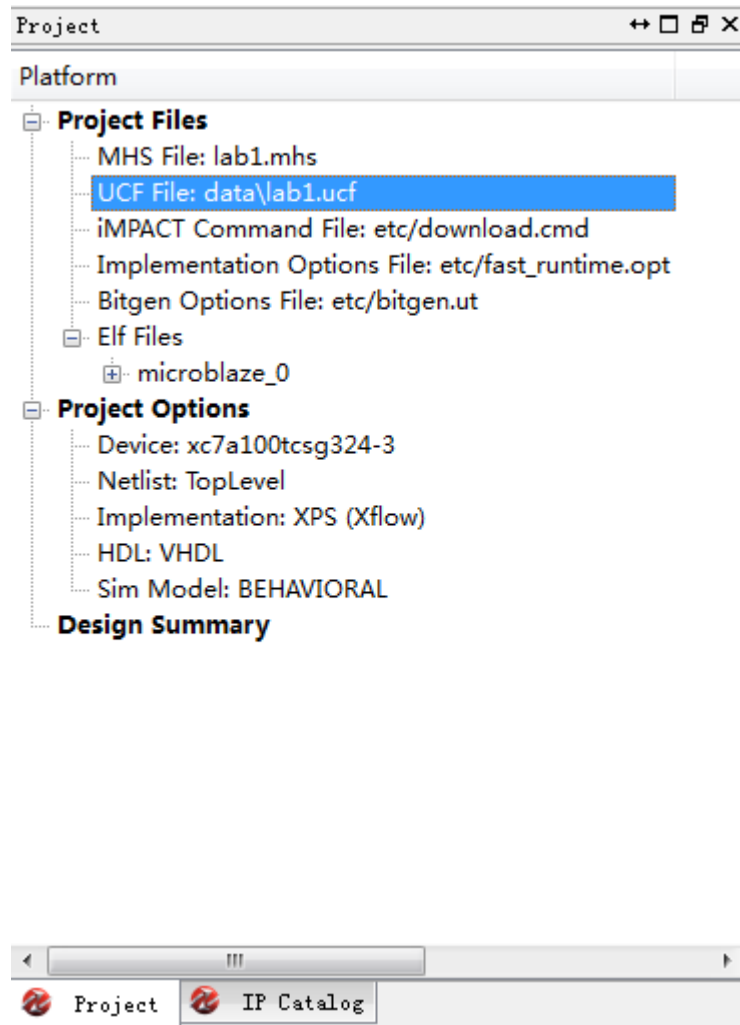 Project
Platform
Project Files
MHS File: lab1.mhs
UCF File: data\lab1.ucf
iMPACT Command File: etc/download.cmd
Implementation Options File: etc/fast_runtime.opt
Bitgen Options File: etc/bitgen.ut
Elf Files
microblaze_0
Project Options
Device: xc7a100tcsg324-3
Netlist: TopLevel
Implementation: XPS (Xflow)
HDL: VHDL
Sim Model: BEHAVIORAL
Design Summary
Project IP Catalog